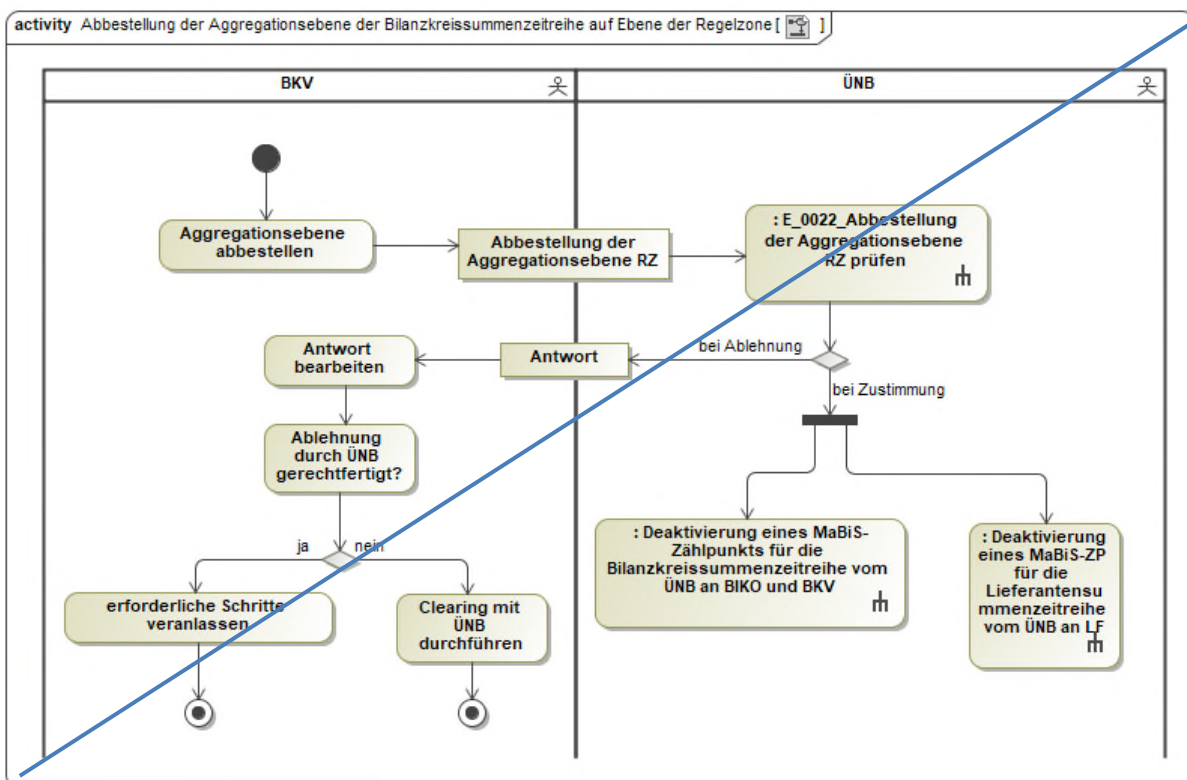 activity Abbestellung der Aggregationsebene der Bilanzkreissummenzeitreihe auf Ebene der Regelzone [ ]
BKV
ÜNB
Aggregationsebene
abbestellen
Abbestellung der
Aggregationsebene RZ
: E_0022_Abbestellung
der Aggregationsebene
RZ prüfen
bei Ablehnung
Antwort
Antwort
bearbeiten
bei Zustimmung
Ablehnung
durch ÜNB
gerechtfertigt?
ja
nein
erforderliche Schritte
veranlassen
Clearing mit
ÜNB
durchführen
: Deaktivierung eines MaBiS-
Zählpunkts für die
Bilanzkreissummenzeitreihe vom
ÜNB an BIKO und BKV
: Deaktivierung
eines MaBiS-ZP
für die
Lieferantensu
mmenzeitreihe
vom ÜNB an LF